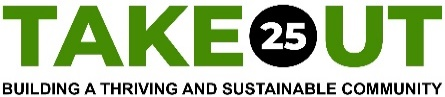 TAKE25UT
BUILDING A THRIVING AND SUSTAINABLE COMMUNITY